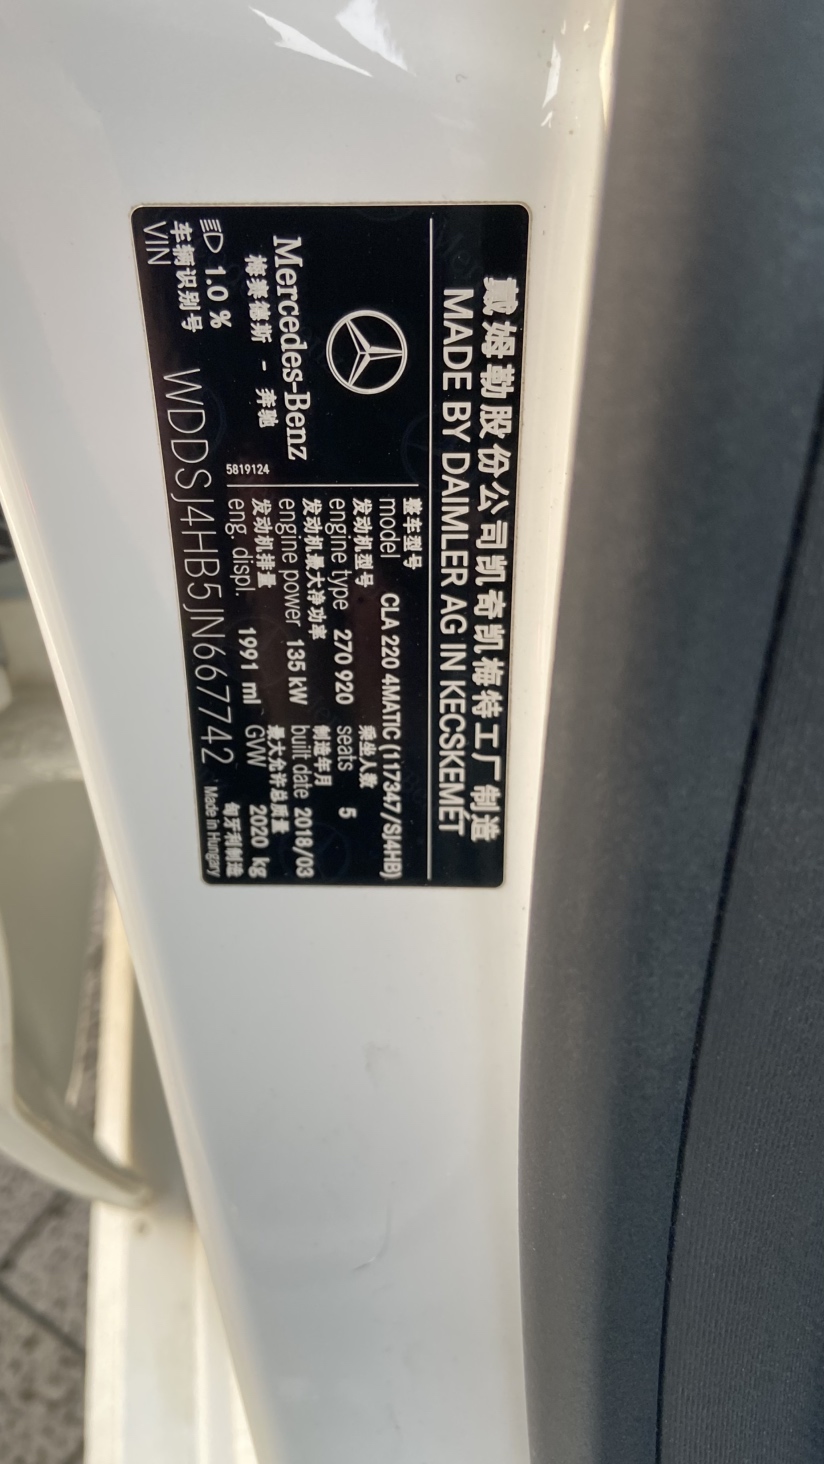 戴姆勒股份公司凯奇凯梅特工厂制造
MADE BY DAIMLER AG IN KECSKEMÉT
Mercedes-Benz
梅赛德斯 - 奔驰
5819124
整车型号
model CLA 220 4MATIC (117347/SJ4HB)
发动机型号 乘坐人数
engine type 270 920 seats 5
发动机最大净功率 制造年月
engine power 135 kW built date 2018/03
发动机排量 最大允许总质量
eng. displ. 1991 ml GVW 2020 kg
1.0 %
车辆识别号
VIN WDDSJ4HB5JN667742
匈牙利制造
Made in Hungary